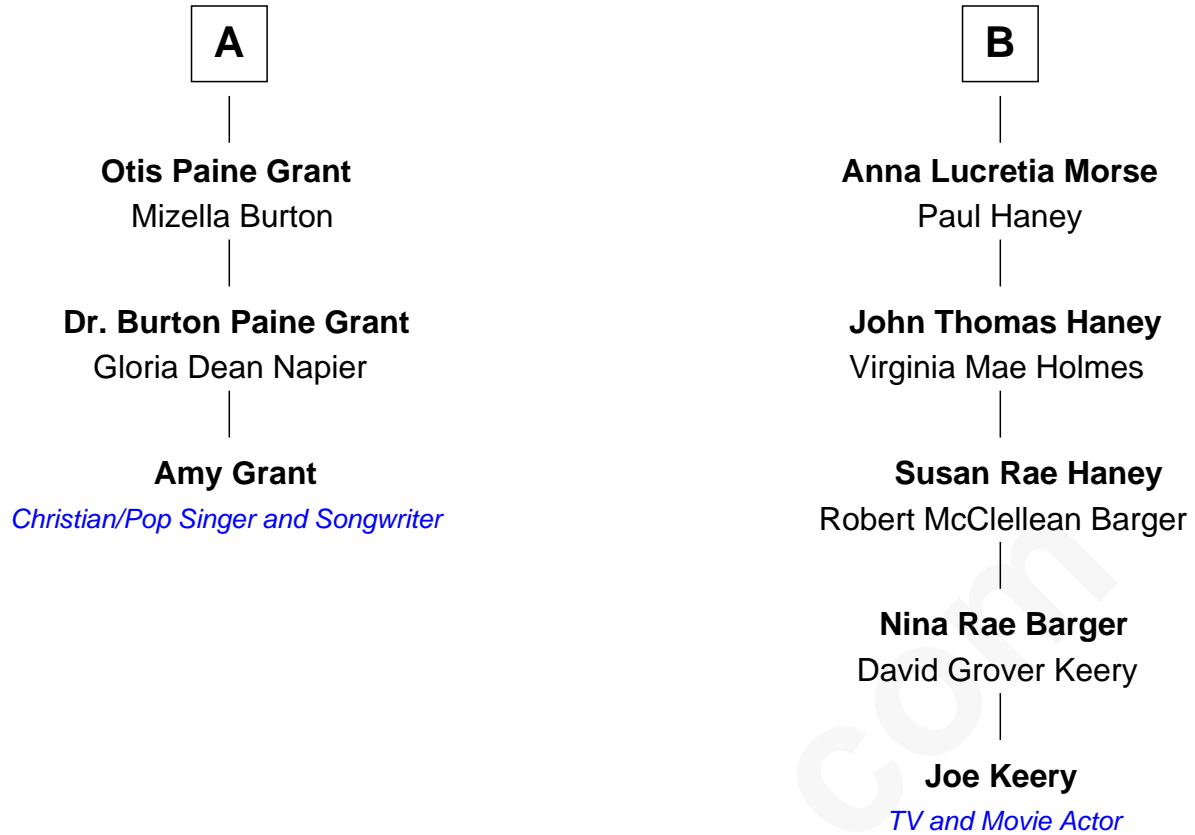 A
Otis Paine Grant
Mizella Burton
Dr. Burton Paine Grant
Gloria Dean Napier
Amy Grant
Christian/Pop Singer and Songwriter
B
Anna Lucretia Morse
Paul Haney
John Thomas Haney
Virginia Mae Holmes
Susan Rae Haney
Robert McClellean Barger
Nina Rae Barger
David Grover Keery
Joe Keery
TV and Movie Actor
com